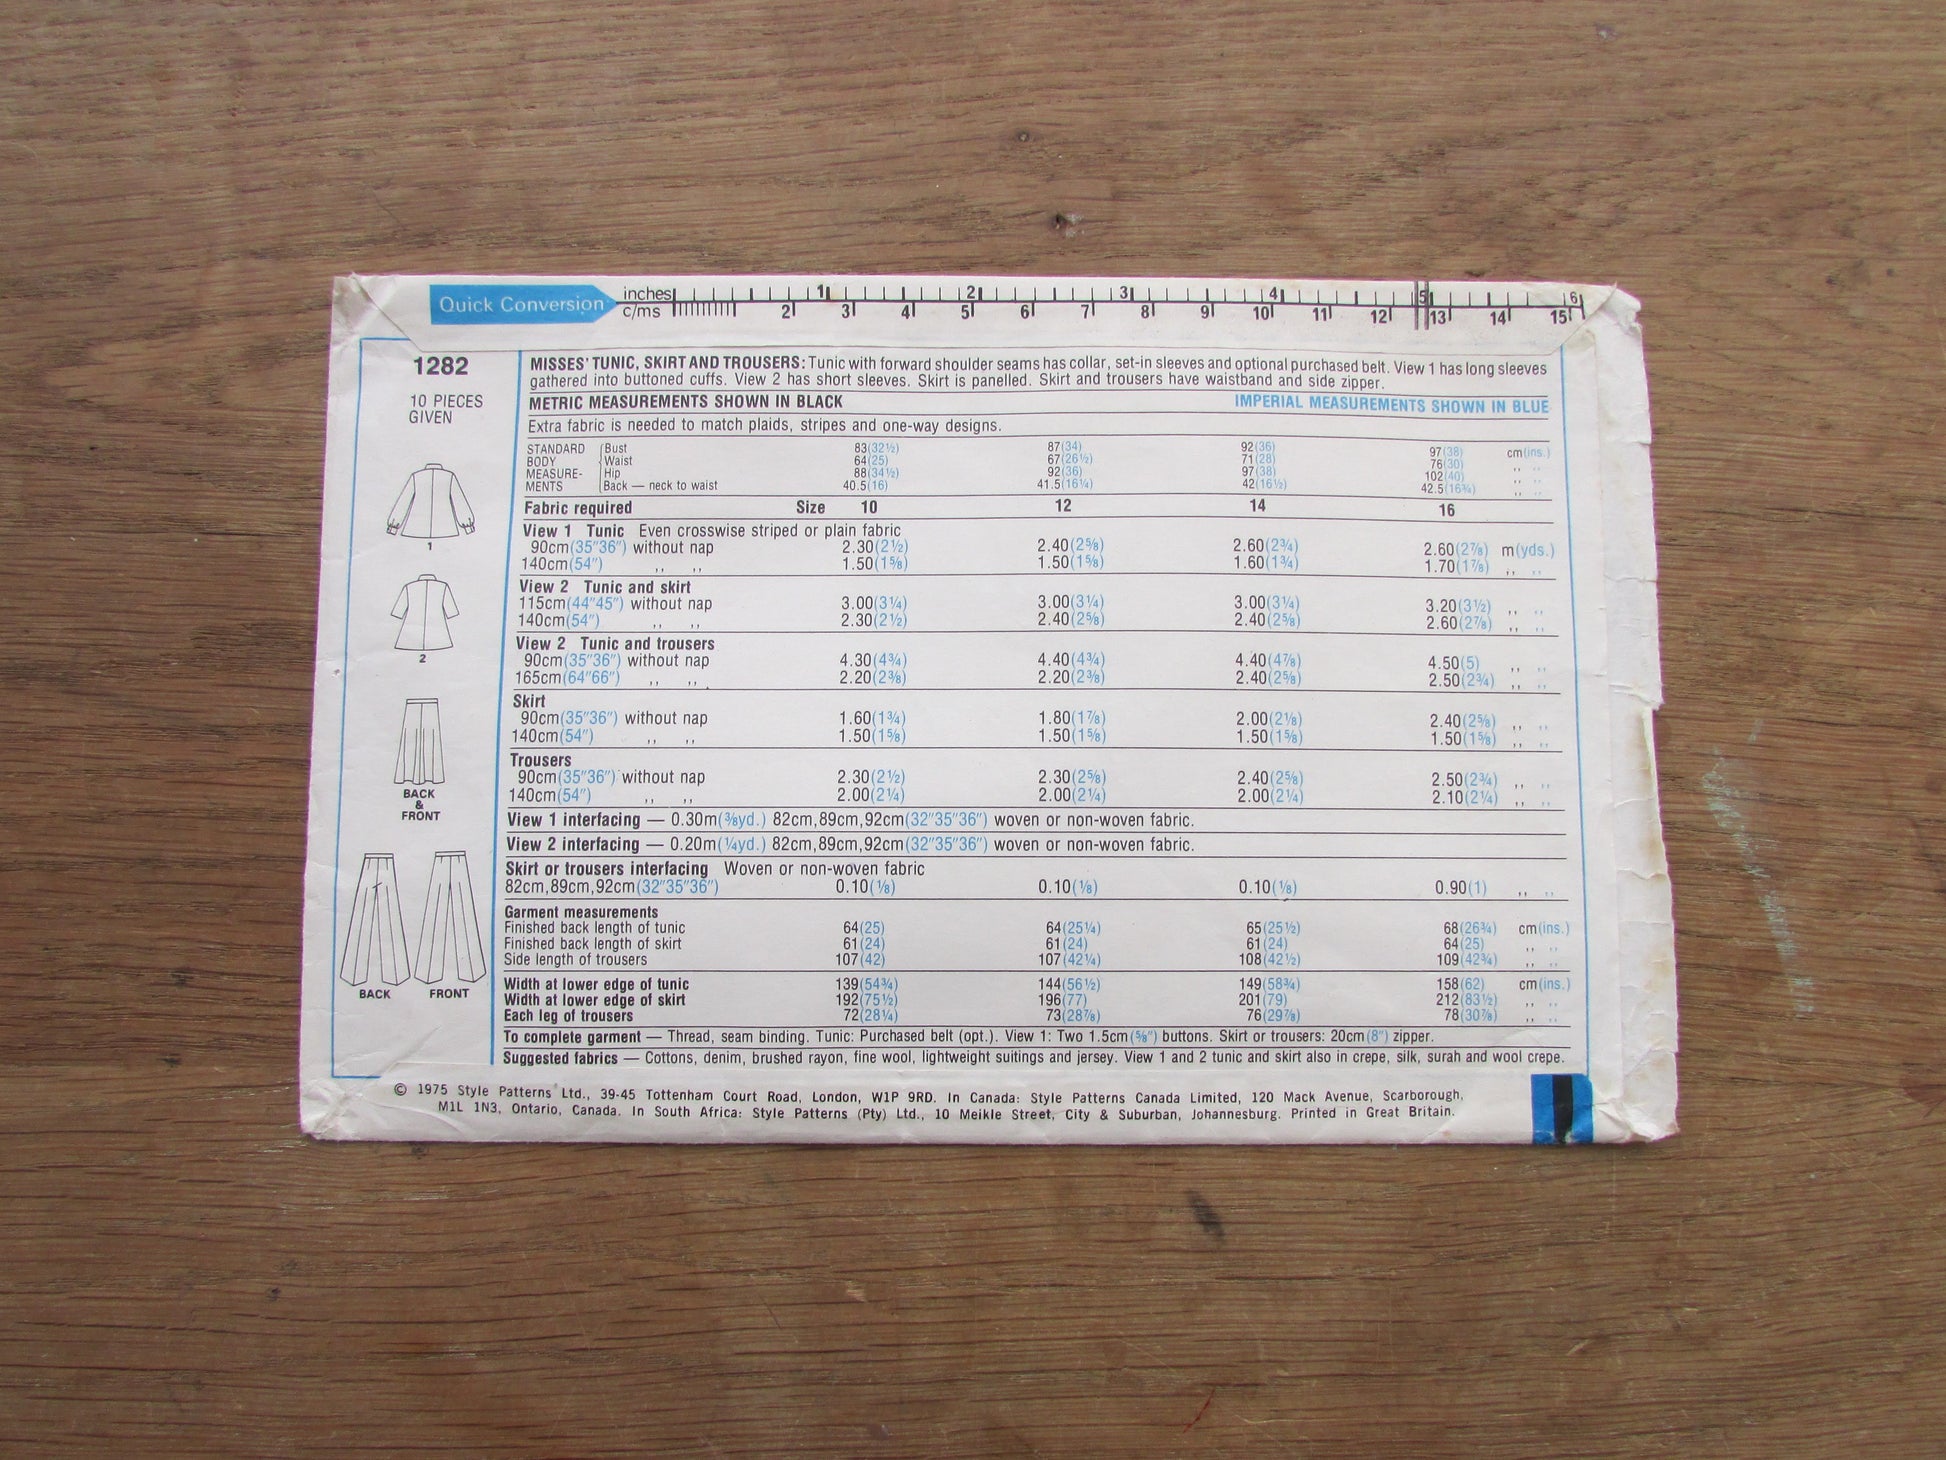 Quick Conversion
inches 1 2 3 4 5 6
c/ms 2 3 4 5 6 7 8 9 10 11 12 13 14 15
1282
10 PIECES
GIVEN
1
2
BACK
&
FRONT
BACK FRONT
MISSES' TUNIC, SKIRT AND TROUSERS: Tunic with forward shoulder seams has collar, set-in sleeves and optional purchased belt. View 1 has long sleeves
gathered into buttoned cuffs. View 2 has short sleeves. Skirt is panelled. Skirt and trousers have waistband and side zipper.
METRIC MEASUREMENTS SHOWN IN BLACK IMPERIAL MEASUREMENTS SHOWN IN BLUE
Extra fabric is needed to match plaids, stripes and one-way designs.
STANDARD Bust 83(32½) 87(34) 92(36) 97(38) cm(ins.)
BODY Waist 64(25) 67(26½) 71(28) 76(30) ,, ,,
MEASURE- Hip 88(34½) 92(36) 97(38) 102(40) ,, ,,
MENTS Back — neck to waist 40.5(16) 41.5(16¼) 42(16½) 42.5(16¾) ,, ,,
Fabric required Size 10 12 14 16
View 1 Tunic Even crosswise striped or plain fabric
90cm(35"36") without nap 2.30(2½) 2.40(2⅝) 2.60(2¾) 2.60(2⅞) m(yds.)
140cm(54") ,, ,, 1.50(1⅝) 1.50(1⅝) 1.60(1¾) 1.70(1⅞) ,, ,,
View 2 Tunic and skirt
115cm(44"45") without nap 3.00(3¼) 3.00(3¼) 3.00(3¼) 3.20(3½) ,, ,,
140cm(54") ,, ,, 2.30(2½) 2.40(2⅝) 2.40(2⅝) 2.60(2⅞) ,, ,,
View 2 Tunic and trousers
90cm(35"36") without nap 4.30(4¾) 4.40(4¾) 4.40(4⅞) 4.50(5) ,, ,,
165cm(64"66") ,, ,, 2.20(2⅜) 2.20(2⅜) 2.40(2⅝) 2.50(2¾) ,, ,,
Skirt
90cm(35"36") without nap 1.60(1¾) 1.80(1⅞) 2.00(2⅛) 2.40(2⅝) ,, ,,
140cm(54") ,, ,, 1.50(1⅝) 1.50(1⅝) 1.50(1⅝) 1.50(1⅝) ,, ,,
Trousers
90cm(35"36") without nap 2.30(2½) 2.30(2⅝) 2.40(2⅝) 2.50(2¾) ,, ,,
140cm(54") ,, ,, 2.00(2¼) 2.00(2¼) 2.00(2¼) 2.10(2¼) ,, ,,
View 1 interfacing — 0.30m(⅜yd.) 82cm,89cm,92cm(32"35"36") woven or non-woven fabric.
View 2 interfacing — 0.20m(¼yd.) 82cm,89cm,92cm(32"35"36") woven or non-woven fabric.
Skirt or trousers interfacing Woven or non-woven fabric
82cm,89cm,92cm(32"35"36") 0.10(⅛) 0.10(⅛) 0.10(⅛) 0.90(1) ,, ,,
Garment measurements
Finished back length of tunic 64(25) 64(25¼) 65(25½) 68(26¾) cm(ins.)
Finished back length of skirt 61(24) 61(24) 61(24) 64(25) ,, ,,
Side length of trousers 107(42) 107(42¼) 108(42½) 109(42¾) ,, ,,
Width at lower edge of tunic 139(54¾) 144(56½) 149(58¾) 158(62) cm(ins.)
Width at lower edge of skirt 192(75½) 196(77) 201(79) 212(83½) ,, ,,
Each leg of trousers 72(28¼) 73(28⅞) 76(29⅞) 78(30⅞) ,, ,,
To complete garment — Thread, seam binding. Tunic: Purchased belt (opt.). View 1: Two 1.5cm(⅝") buttons. Skirt or trousers: 20cm(8") zipper.
Suggested fabrics — Cottons, denim, brushed rayon, fine wool, lightweight suitings and jersey. View 1 and 2 tunic and skirt also in crepe, silk, surah and wool crepe.
© 1975 Style Patterns Ltd., 39-45 Tottenham Court Road, London, W1P 9RD. In Canada: Style Patterns Canada Limited, 120 Mack Avenue, Scarborough,
M1L 1N3, Ontario, Canada. In South Africa: Style Patterns (Pty) Ltd., 10 Meikle Street, City & Suburban, Johannesburg. Printed in Great Britain.